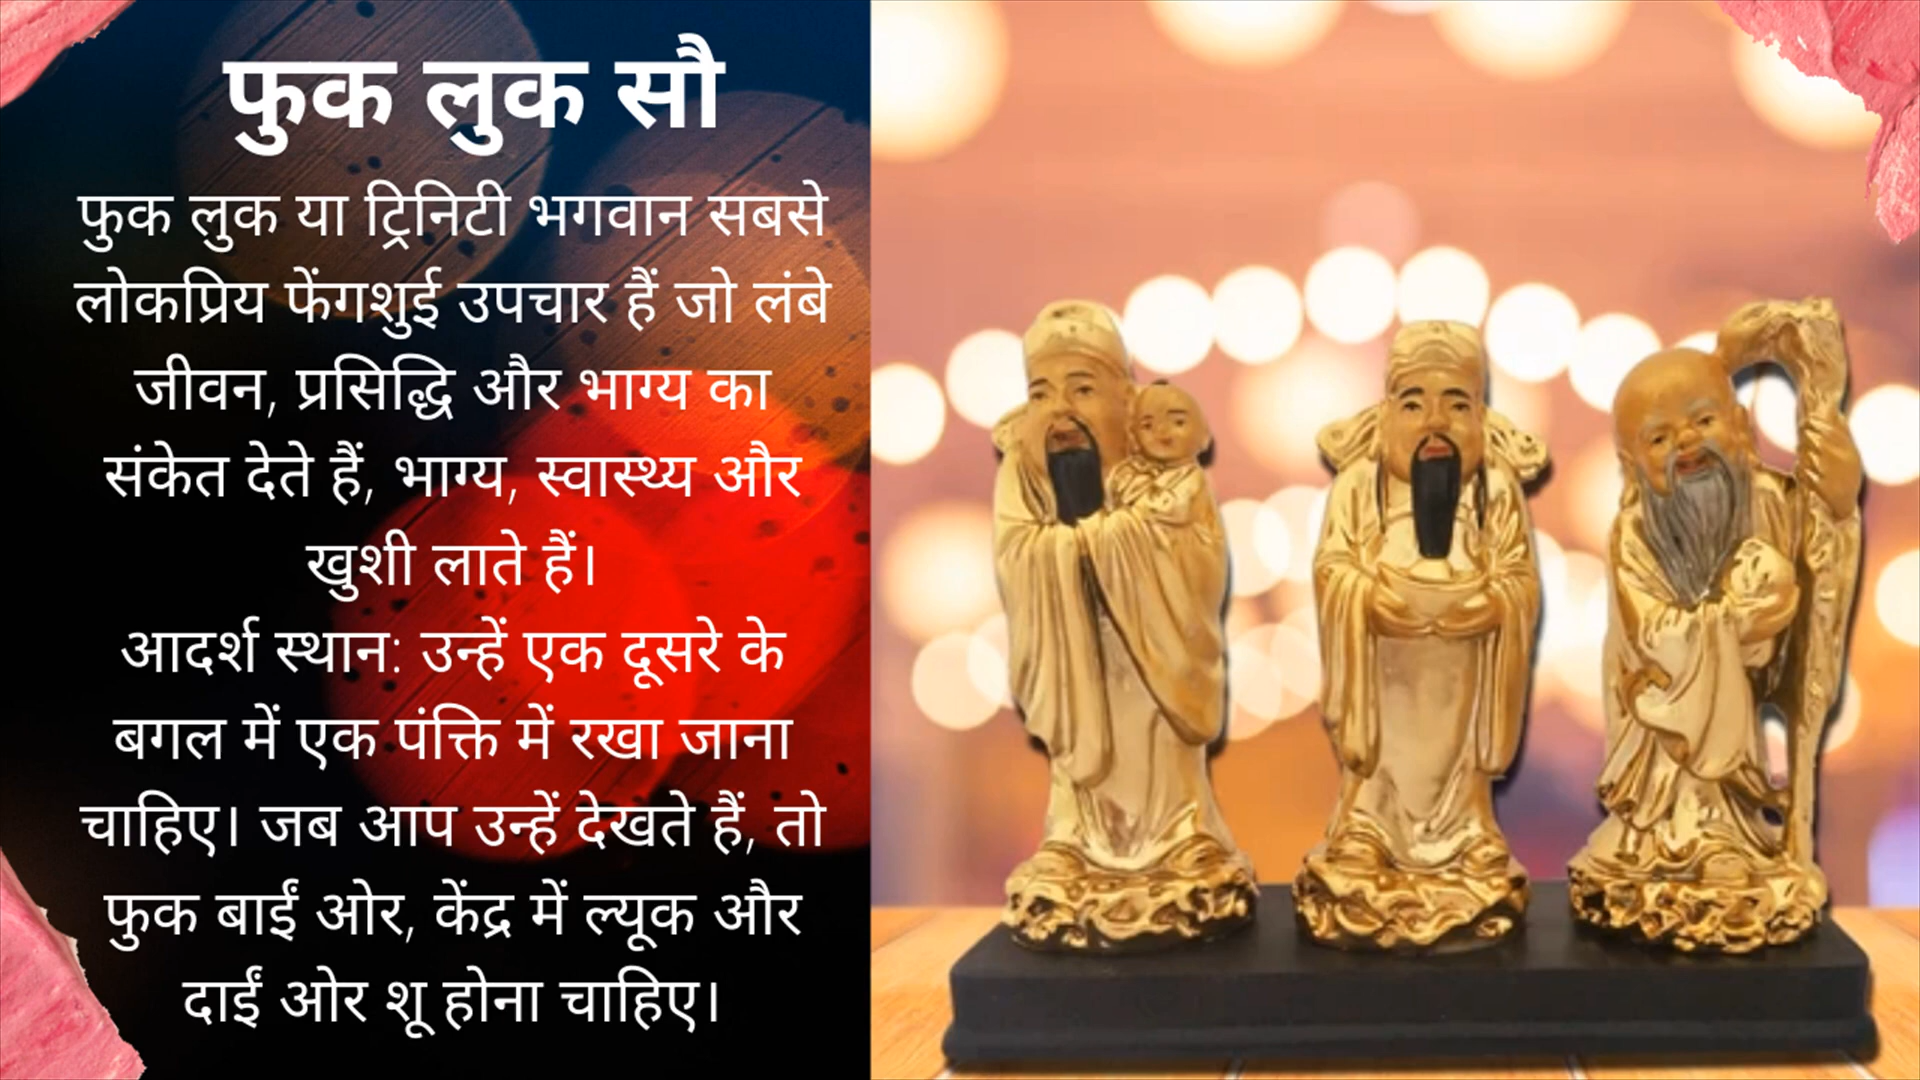 फुक लुक सौ
फुक लुक या ट्रिनिटी भगवान सबसे
लोकप्रिय फेंगशुई उपचार हैं जो लंबे
जीवन, प्रसिद्धि और भाग्य का
संकेत देते हैं, भाग्य, स्वास्थ्य और
खुशी लाते हैं।
आदर्श स्थान: उन्हें एक दूसरे के
बगल में एक पंक्ति में रखा जाना
चाहिए। जब आप उन्हें देखते हैं, तो
फुक बाईं ओर, केंद्र में ल्यूक और
दाईं ओर शू होना चाहिए।